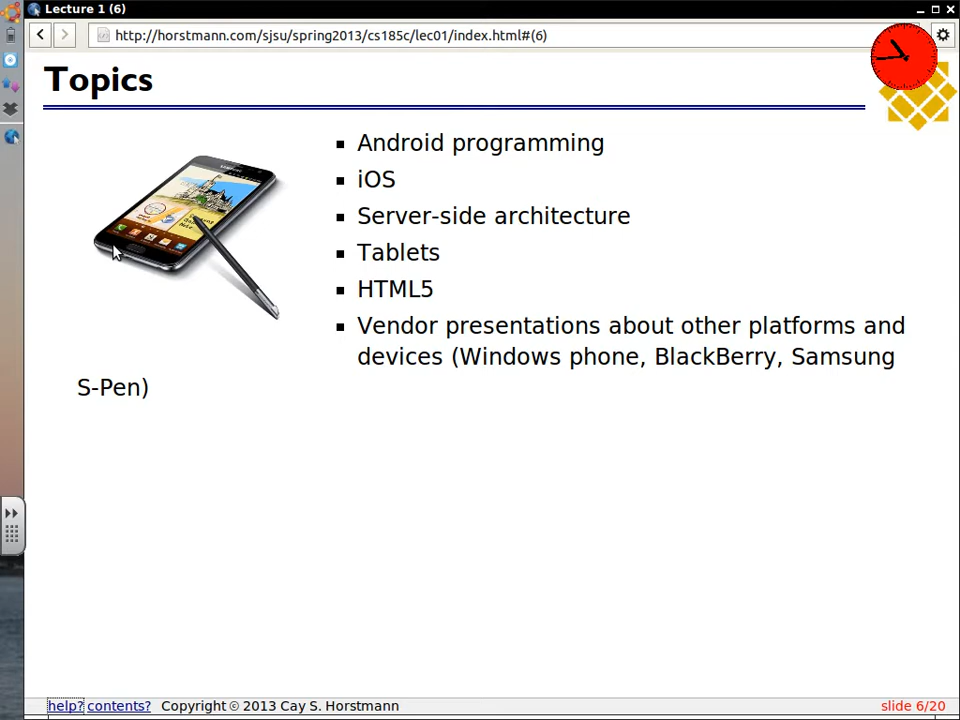 Lecture 1 (6)
http://horstmann.com/sjsu/spring2013/cs185c/lec01/index.html#(6)
Topics
Android programming
iOS
Server-side architecture
Tablets
HTML5
Vendor presentations about other platforms and
devices (Windows phone, BlackBerry, Samsung
S-Pen)
help? contents? Copyright © 2013 Cay S. Horstmann slide 6/20